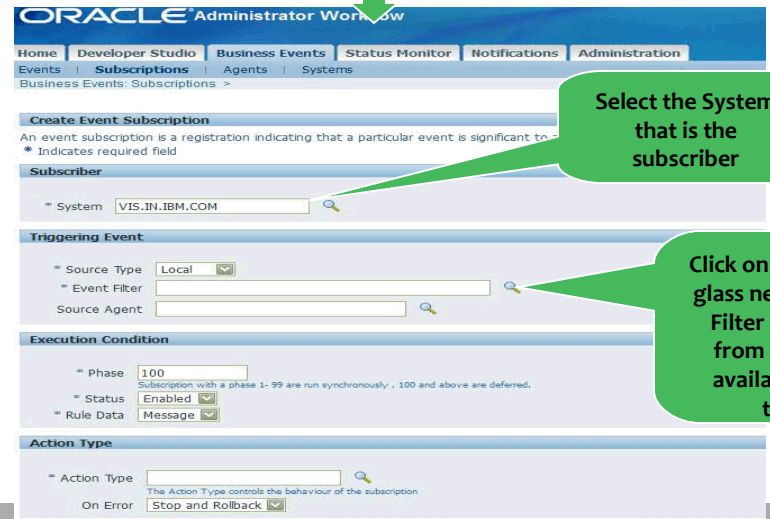 ORACLE Administrator Workflow
Home Developer Studio Business Events Status Monitor Notifications Administration
Events | Subscriptions | Agents | Systems
Business Events: Subscriptions >
Create Event Subscription
An event subscription is a registration indicating that a particular event is significant to
* Indicates required field
Select the System
that is the
subscriber
Subscriber
* System VIS.IN.IBM.COM
Triggering Event
* Source Type Local
* Event Filter
Source Agent
Click on
glass ne
Filter
from
availa
t
Execution Condition
* Phase 100
Subscription with a phase 1- 99 are run synchronously , 100 and above are deferred.
* Status Enabled
* Rule Data Message
Action Type
* Action Type
The Action Type controls the behaviour of the subscription
On Error Stop and Rollback